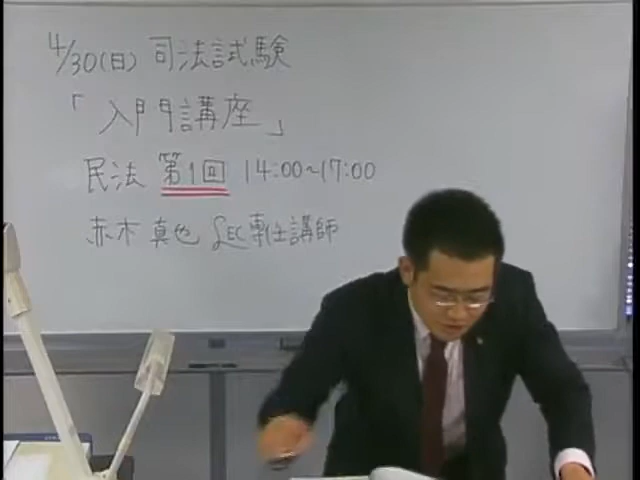 4/30(日) 司法試験
「入門講座」
民法 第1回 14:00~17:00
赤木 真也 LEC専任講師